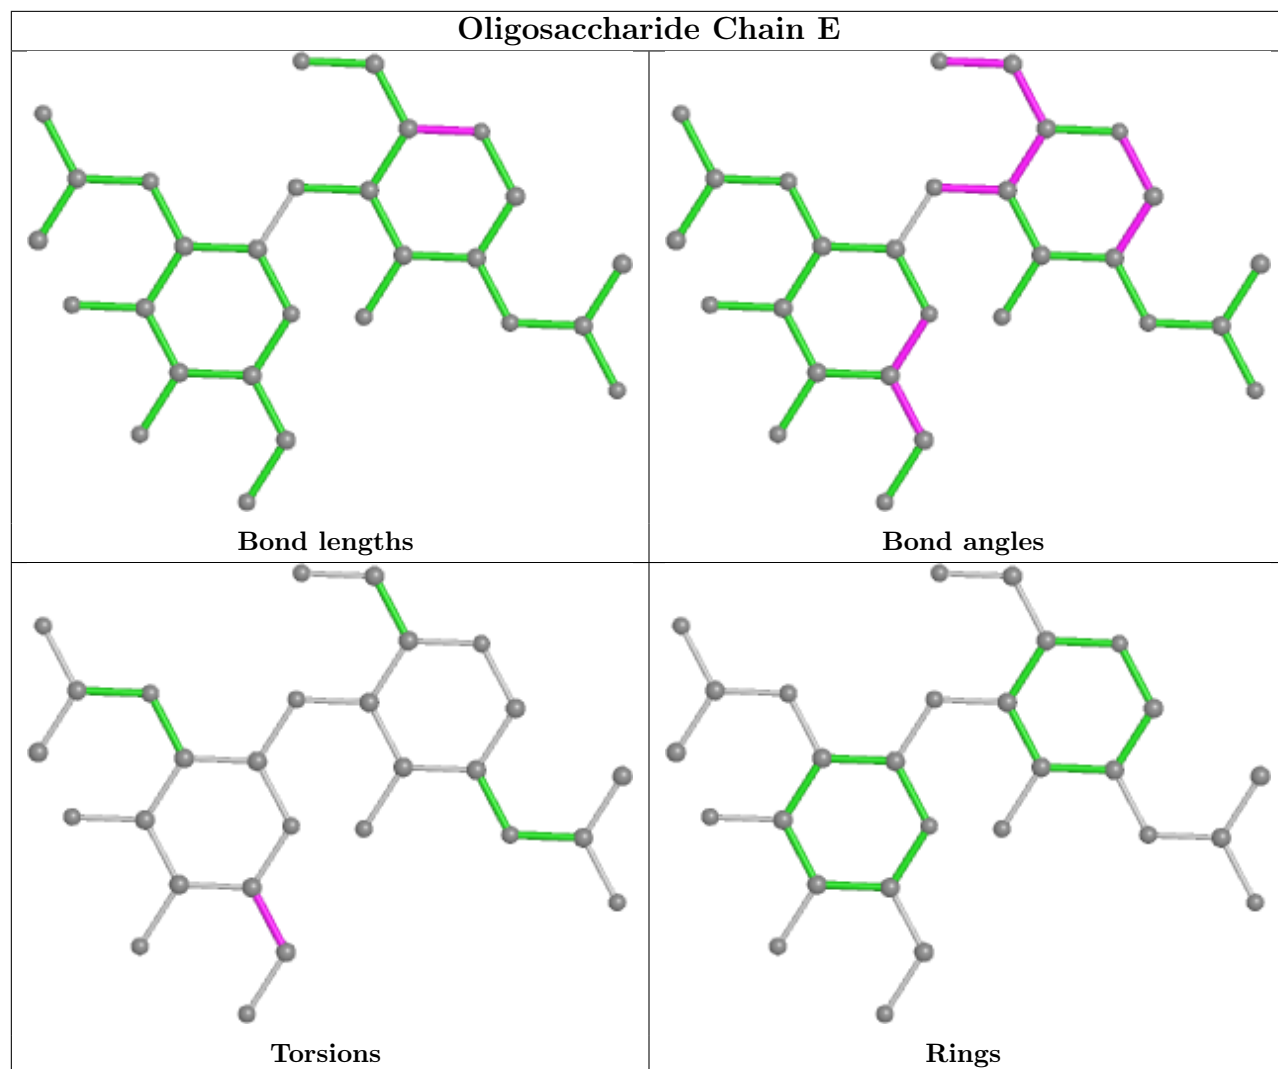 Oligosaccharide Chain E
Bond lengths
Bond angles
Torsions
Rings